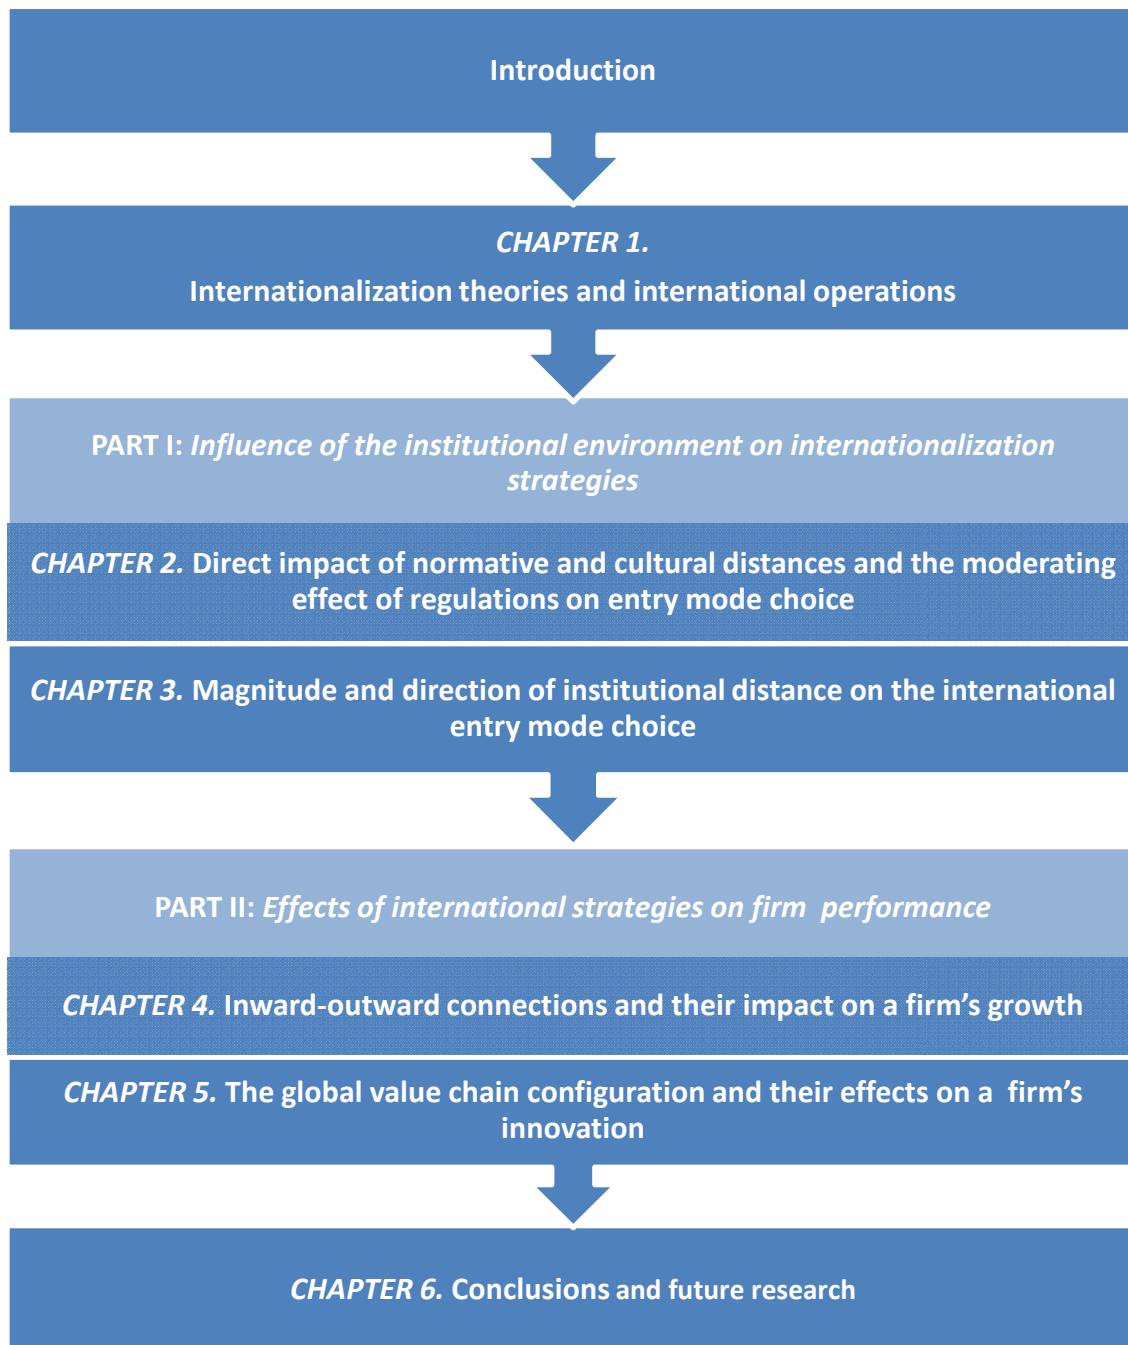 Introduction
CHAPTER 1.
Internationalization theories and international operations
PART I: Influence of the institutional environment on internationalization
strategies
CHAPTER 2. Direct impact of normative and cultural distances and the moderating
effect of regulations on entry mode choice
CHAPTER 3. Magnitude and direction of institutional distance on the international
entry mode choice
PART II: Effects of international strategies on firm  performance
CHAPTER 4. Inward-outward connections and their impact on a firm’s growth
CHAPTER 5. The global value chain configuration and their effects on a  firm’s
innovation
CHAPTER 6. Conclusions and future research